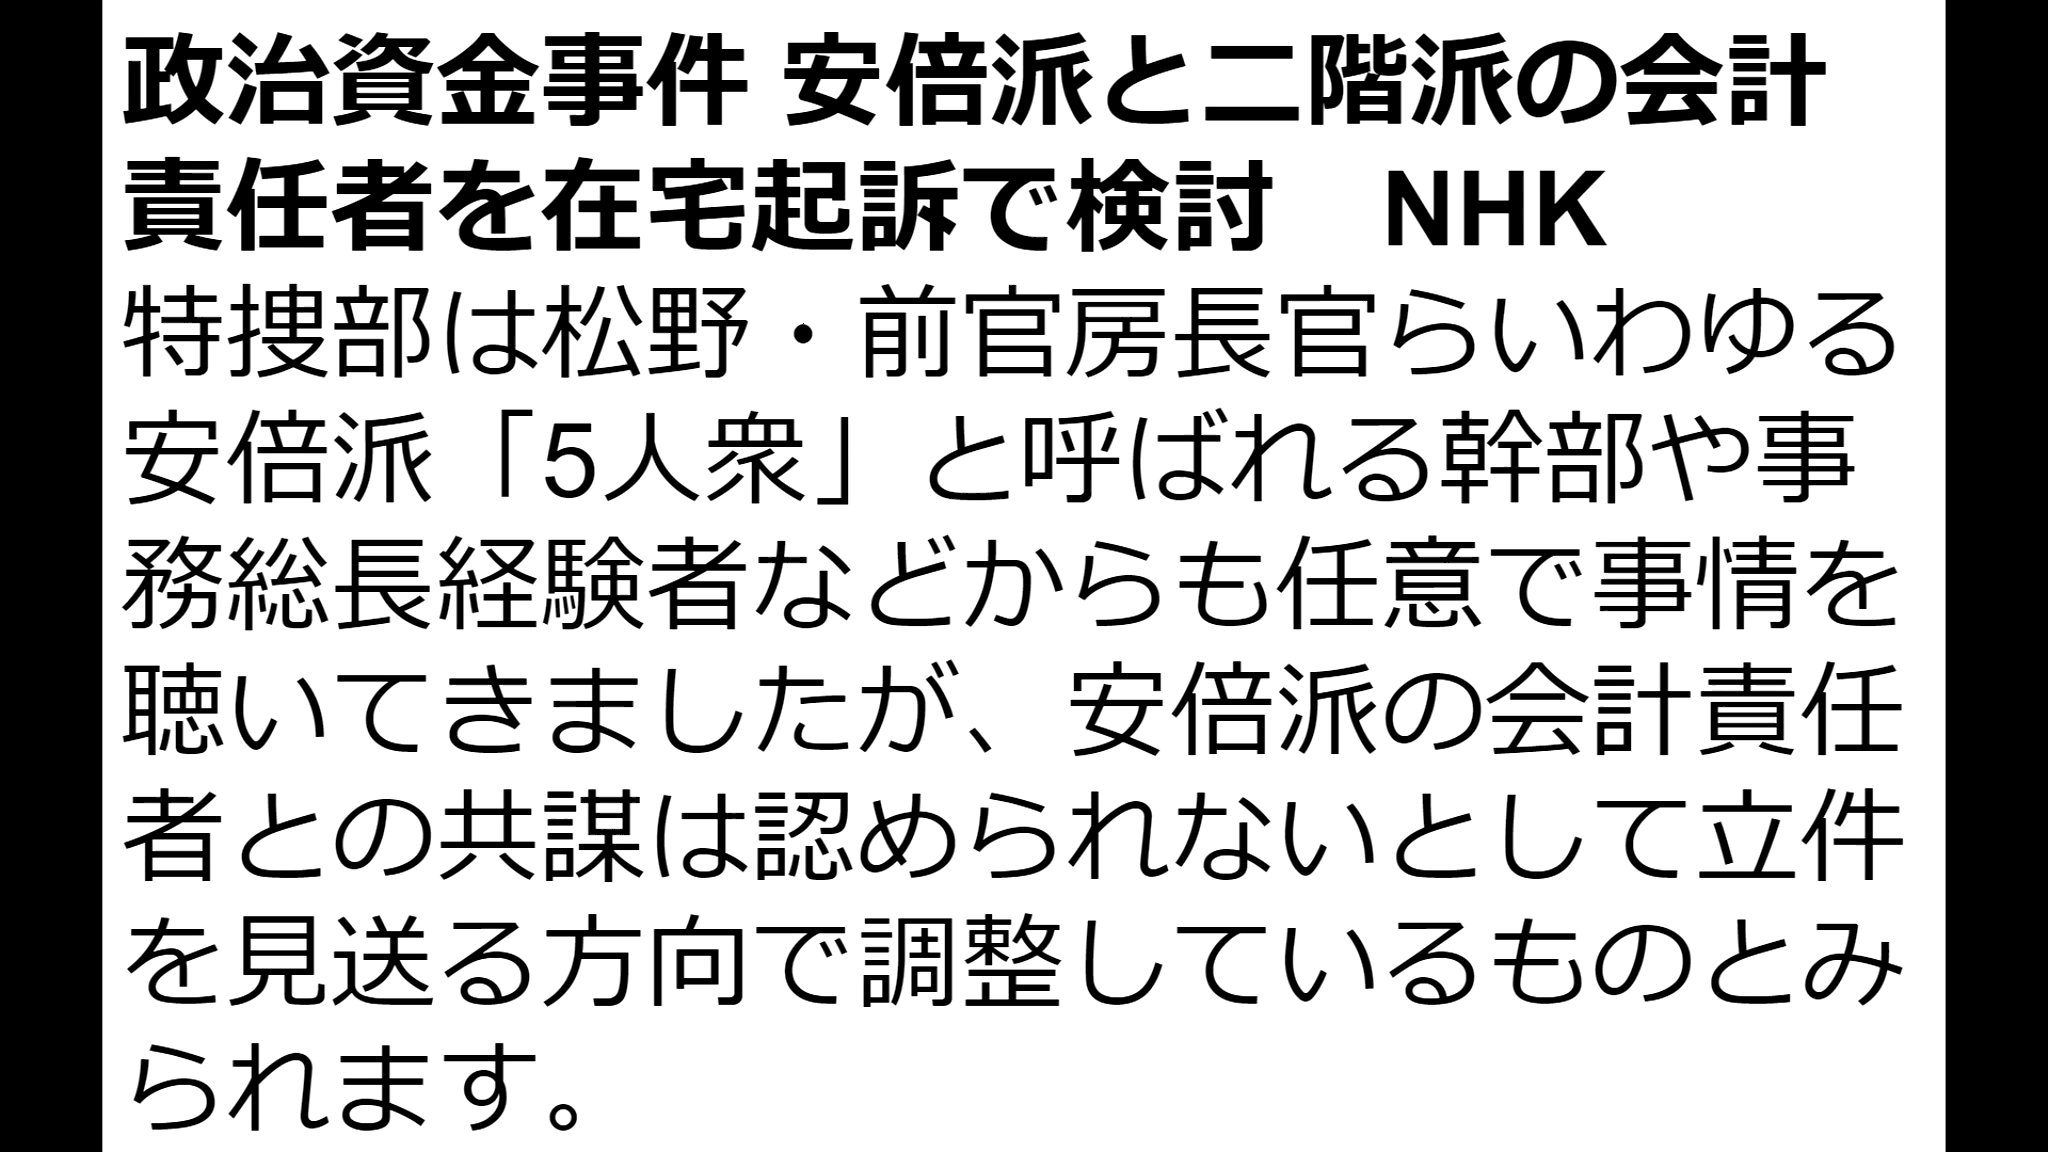 政治資金事件 安倍派と二階派の会計
責任者を在宅起訴で検討　NHK
特捜部は松野・前官房長官らいわゆる
安倍派「5人衆」と呼ばれる幹部や事
務総長経験者などからも任意で事情を
聴いてきましたが、安倍派の会計責任
者との共謀は認められないとして立件
を見送る方向で調整しているものとみ
られます。